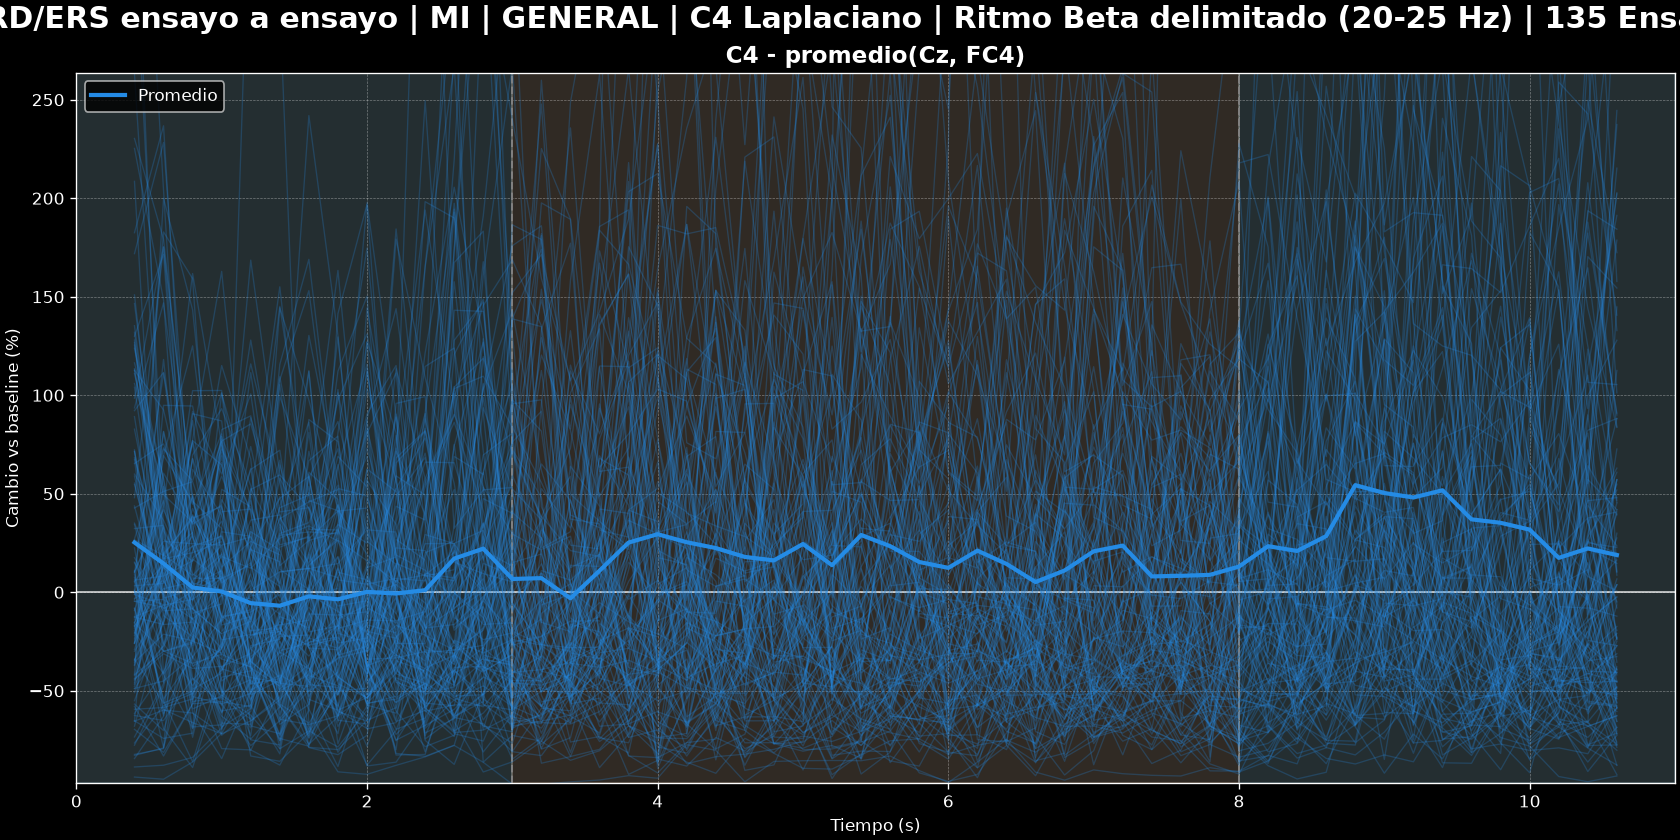 RD/ERS ensayo a ensayo | MI | GENERAL | C4 Laplaciano | Ritmo Beta delimitado (20-25 Hz) | 135 Ens
C4 - promedio(Cz, FC4)
Promedio
Cambio vs baseline (%)
250
200
150
100
50
0
−50
0 2 4 6 8 10
Tiempo (s)